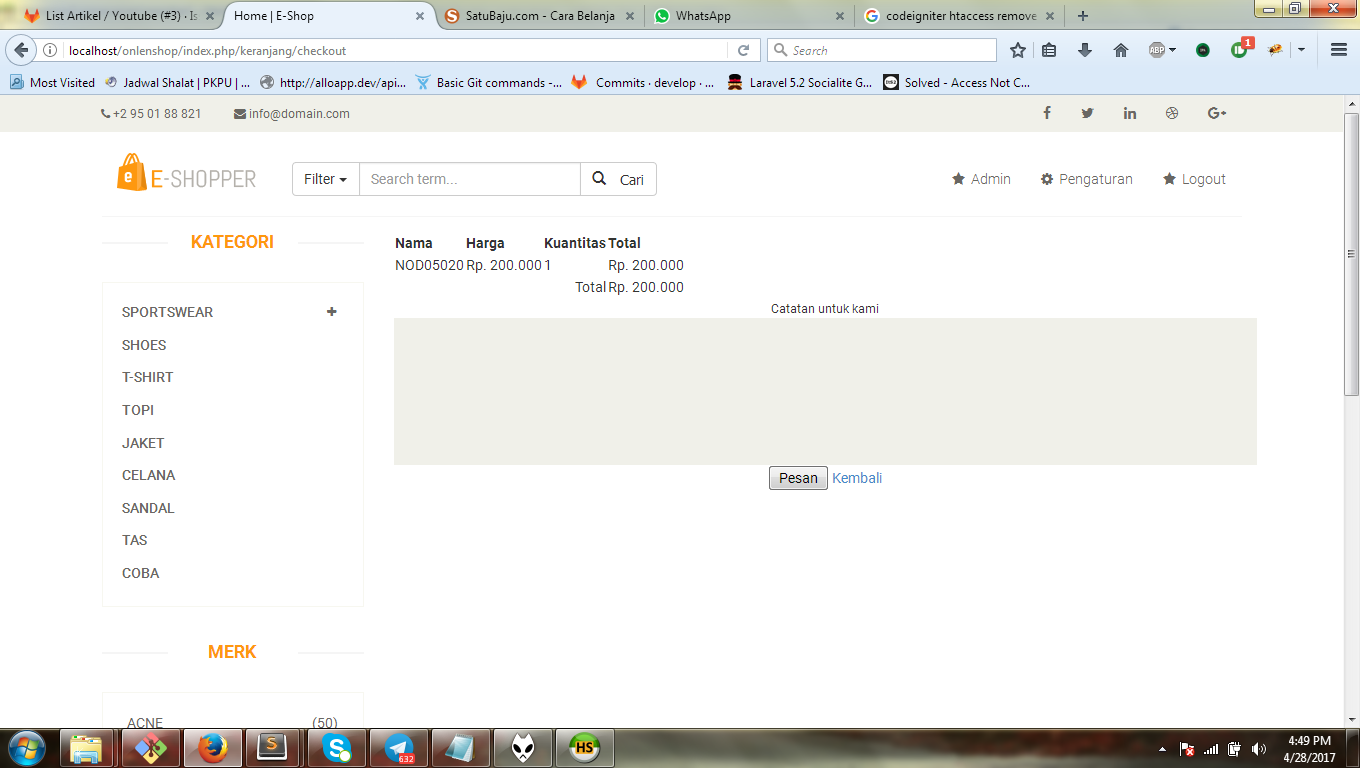 List Artikel / Youtube (#3) · Is
Home | E-Shop
SatuBaju.com - Cara Belanja
WhatsApp
codeigniter htaccess remove
localhost/onlenshop/index.php/keranjang/checkout
Search
ABP
1
Most Visited
Jadwal Shalat | PKPU | ...
http://alloapp.dev/api...
Basic Git commands -...
Commits · develop · ...
Laravel 5.2 Socialite G...
Solved - Access Not C...
+2 95 01 88 821
info@domain.com
E-SHOPPER
Filter
Search term...
Cari
Admin
Pengaturan
Logout
KATEGORI
SPORTSWEAR
SHOES
T-SHIRT
TOPI
JAKET
CELANA
SANDAL
TAS
COBA
MERK
ACNE (50)
Nama Harga Kuantitas Total
NOD05020 Rp. 200.000 1 Rp. 200.000
Total Rp. 200.000
Catatan untuk kami
Pesan Kembali
632
HS
4:49 PM
4/28/2017